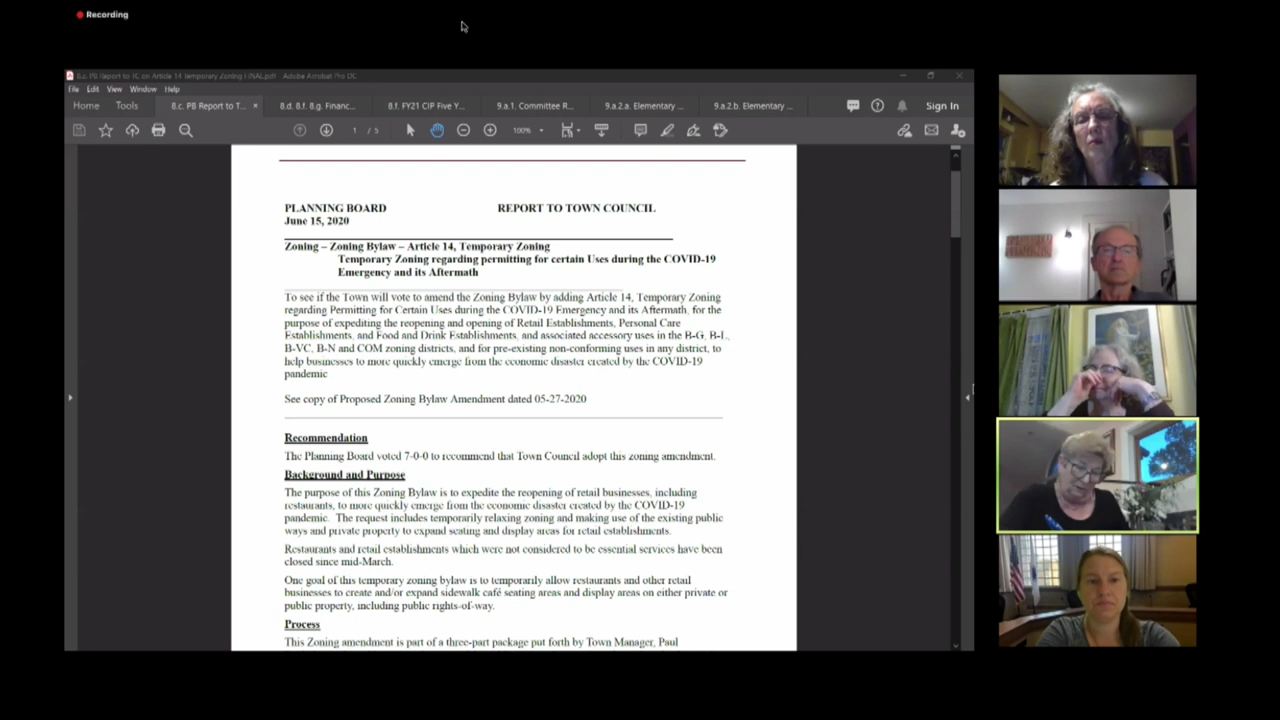 Recording
8.c. PB Report to TC on Article 14 Temporary Zoning FINAL.pdf - Adobe Acrobat Pro DC
File Edit View Window Help
Home Tools 8.c. PB Report to T... × 8.d. 8.f. 8.g. Financ... 8.f. FY21 CIP Five Y... 9.a.1. Committee R... 9.a.2.a. Elementary ... 9.a.2.b. Elementary ... Sign In
1 / 5 100%
PLANNING BOARD REPORT TO TOWN COUNCIL
June 15, 2020
Zoning – Zoning Bylaw – Article 14, Temporary Zoning
Temporary Zoning regarding permitting for certain Uses during the COVID-19
Emergency and its Aftermath
To see if the Town will vote to amend the Zoning Bylaw by adding Article 14, Temporary Zoning
regarding Permitting for Certain Uses during the COVID-19 Emergency and its Aftermath, for the
purpose of expediting the reopening and opening of Retail Establishments, Personal Care
Establishments, and Food and Drink Establishments, and associated accessory uses in the B-G, B-L,
B-VC, B-N and COM zoning districts, and for pre-existing non-conforming uses in any district, to
help businesses to more quickly emerge from the economic disaster created by the COVID-19
pandemic
See copy of Proposed Zoning Bylaw Amendment dated 05-27-2020
Recommendation
The Planning Board voted 7-0-0 to recommend that Town Council adopt this zoning amendment.
Background and Purpose
The purpose of this Zoning Bylaw is to expedite the reopening of retail businesses, including
restaurants, to more quickly emerge from the economic disaster created by the COVID-19
pandemic. The request includes temporarily relaxing zoning and making use of the existing public
ways and private property to expand seating and display areas for retail establishments.
Restaurants and retail establishments which were not considered to be essential services have been
closed since mid-March.
One goal of this temporary zoning bylaw is to temporarily allow restaurants and other retail
businesses to create and/or expand sidewalk café seating areas and display areas on either private or
public property, including public rights-of-way.
Process
This Zoning amendment is part of a three-part package put forth by Town Manager, Paul